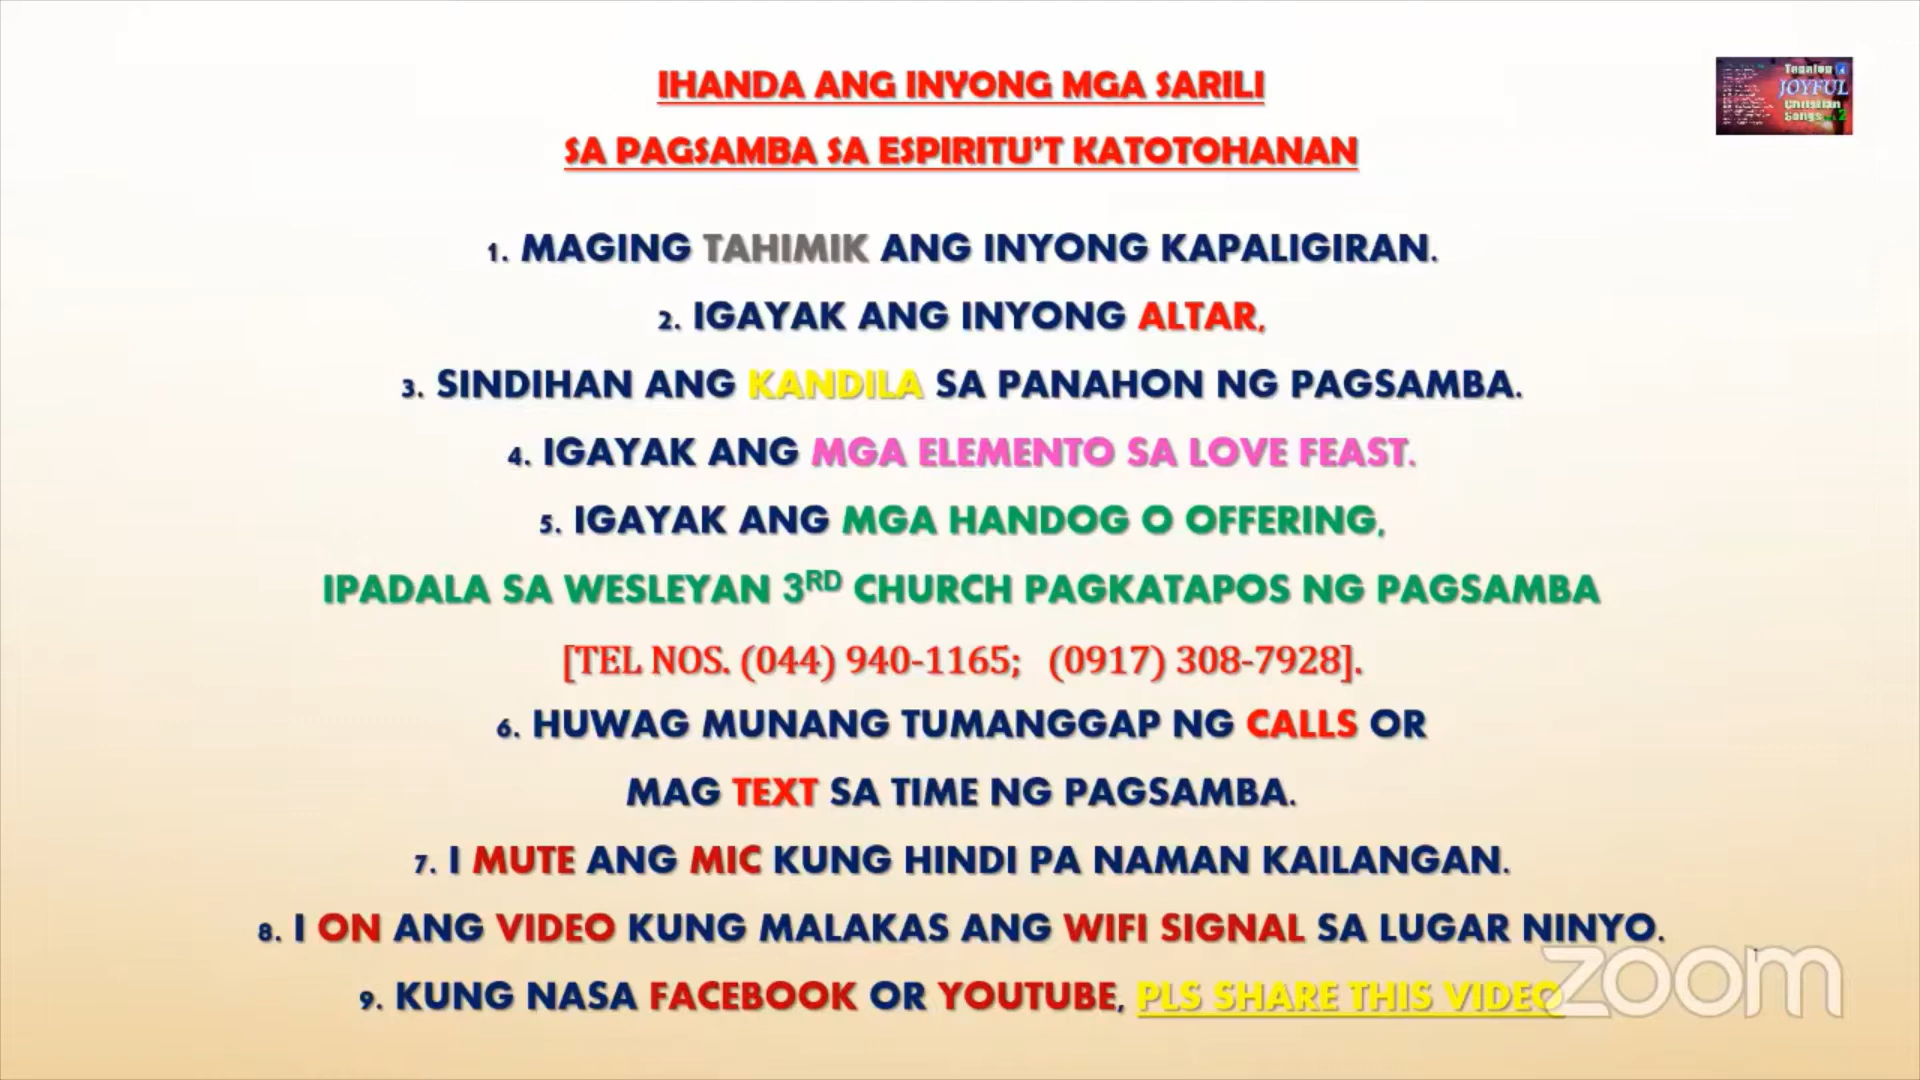 IHANDA ANG INYONG MGA SARILI
SA PAGSAMBA SA ESPIRITU'T KATOTOHANAN
Tagalog
JOYFUL
Christian
Songs 2
1. MAGING TAHIMIK ANG INYONG KAPALIGIRAN.
2. IGAYAK ANG INYONG ALTAR,
3. SINDIHAN ANG KANDILA SA PANAHON NG PAGSAMBA.
4. IGAYAK ANG MGA ELEMENTO SA LOVE FEAST.
5. IGAYAK ANG MGA HANDOG O OFFERING,
IPADALA SA WESLEYAN 3RD CHURCH PAGKATAPOS NG PAGSAMBA
[TEL NOS. (044) 940-1165; (0917) 308-7928].
6. HUWAG MUNANG TUMANGGAP NG CALLS OR
MAG TEXT SA TIME NG PAGSAMBA.
7. I MUTE ANG MIC KUNG HINDI PA NAMAN KAILANGAN.
8. I ON ANG VIDEO KUNG MALAKAS ANG WIFI SIGNAL SA LUGAR NINYO.
9. KUNG NASA FACEBOOK OR YOUTUBE, PLS SHARE THIS VIDEO
zoom